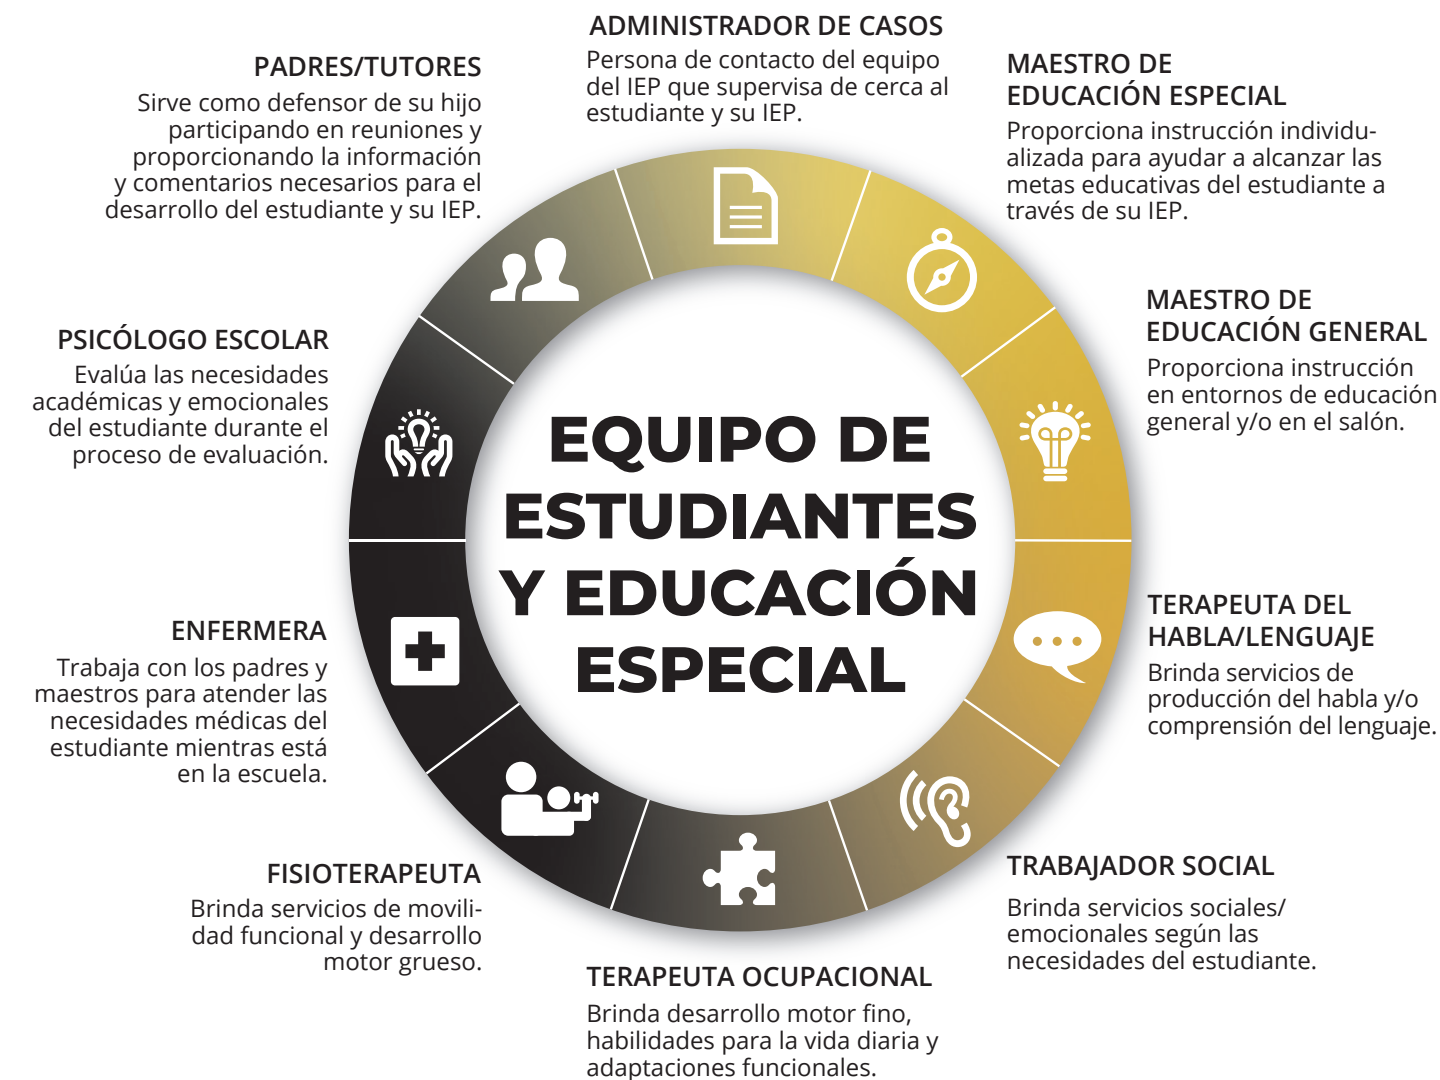 ADMINISTRADOR DE CASOS
Persona de contacto del equipo
del IEP que supervisa de cerca al
estudiante y su IEP.
MAESTRO DE
EDUCACIÓN ESPECIAL
Proporciona instrucción individu-
alizada para ayudar a alcanzar las
metas educativas del estudiante a
través de su IEP.
MAESTRO DE
EDUCACIÓN GENERAL
Proporciona instrucción
en entornos de educación
general y/o en el salón.
TERAPEUTA DEL
HABLA/LENGUAJE
Brinda servicios de
producción del habla y/o
comprensión del lenguaje.
TRABAJADOR SOCIAL
Brinda servicios sociales/
emocionales según las
necesidades del estudiante.
TERAPEUTA OCUPACIONAL
Brinda desarrollo motor fino,
habilidades para la vida diaria y
adaptaciones funcionales.
FISIOTERAPEUTA
Brinda servicios de movili-
dad funcional y desarrollo
motor grueso.
ENFERMERA
Trabaja con los padres y
maestros para atender las
necesidades médicas del
estudiante mientras está
en la escuela.
PSICÓLOGO ESCOLAR
Evalúa las necesidades
académicas y emocionales
del estudiante durante el
proceso de evaluación.
PADRES/TUTORES
Sirve como defensor de su hijo
participando en reuniones y
proporcionando la información
y comentarios necesarios para el
desarrollo del estudiante y su IEP.
EQUIPO DE
ESTUDIANTES
Y EDUCACIÓN
ESPECIAL